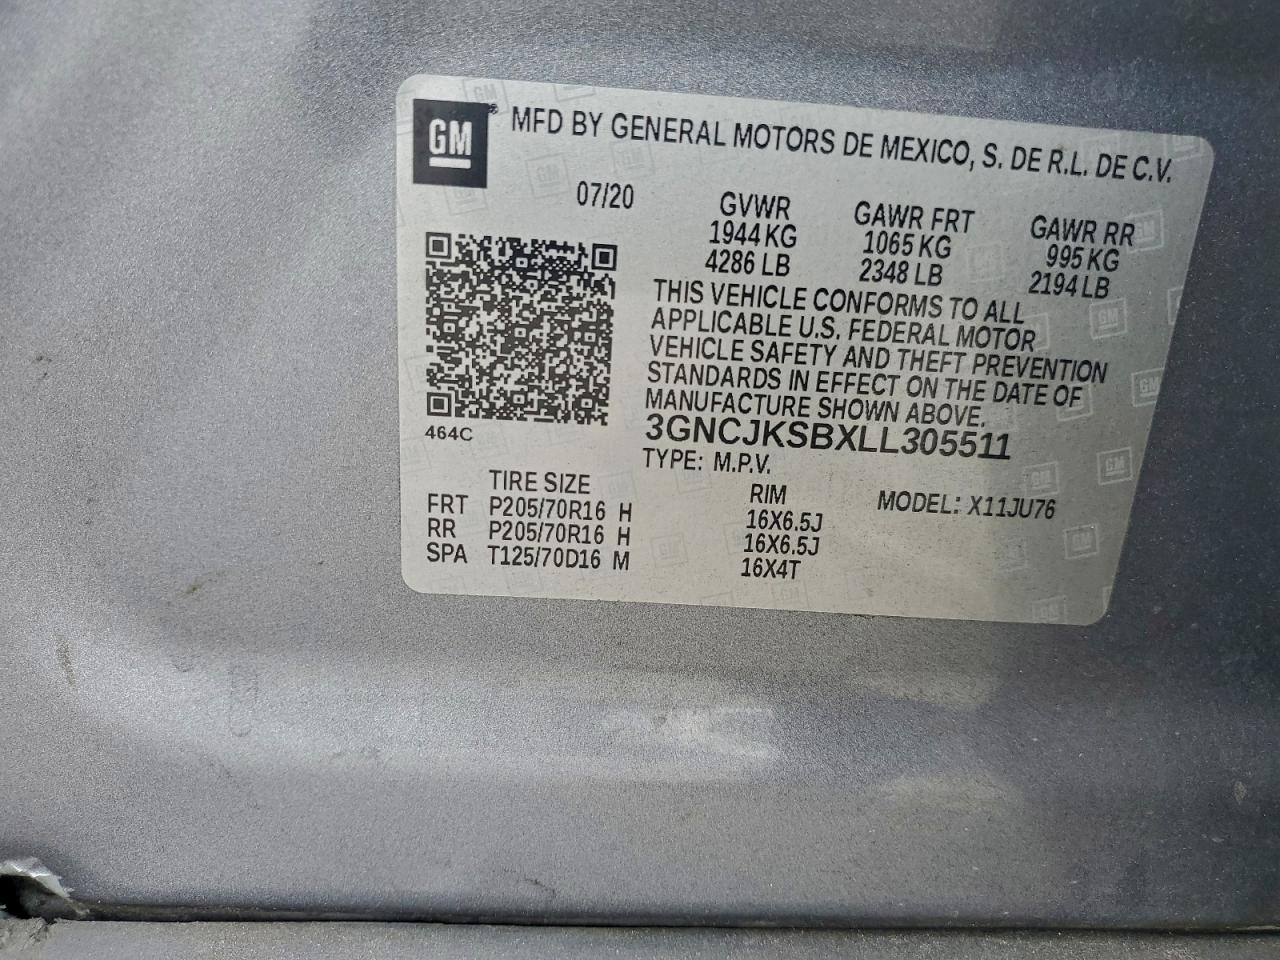 GM
MFD BY GENERAL MOTORS DE MEXICO, S. DE R.L. DE C.V.
07/20 GVWR GAWR FRT GAWR RR
1944 KG 1065 KG 995 KG
4286 LB 2348 LB 2194 LB
THIS VEHICLE CONFORMS TO ALL
APPLICABLE U.S. FEDERAL MOTOR
VEHICLE SAFETY AND THEFT PREVENTION
STANDARDS IN EFFECT ON THE DATE OF
MANUFACTURE SHOWN ABOVE.
464C
3GNCJKSBXLL305511
TYPE: M.P.V.
TIRE SIZE RIM MODEL: X11JU76
FRT P205/70R16 H 16X6.5J
RR P205/70R16 H 16X6.5J
SPA T125/70D16 M 16X4T